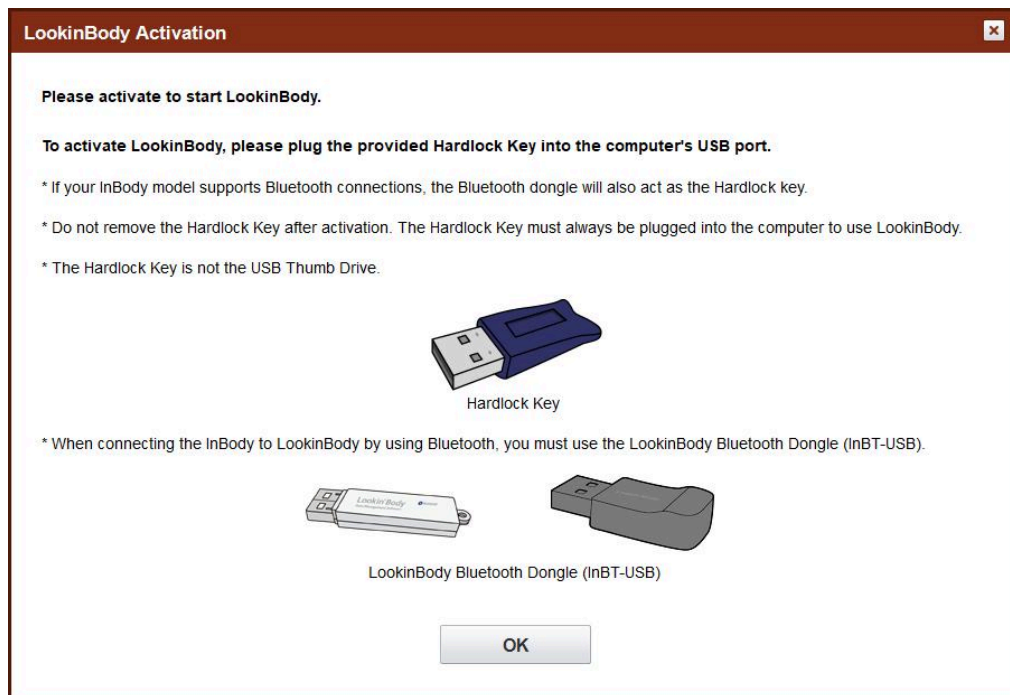 LookinBody Activation
Please activate to start LookinBody.
To activate LookinBody, please plug the provided Hardlock Key into the computer's USB port.
* If your InBody model supports Bluetooth connections, the Bluetooth dongle will also act as the Hardlock key.
* Do not remove the Hardlock Key after activation. The Hardlock Key must always be plugged into the computer to use LookinBody.
* The Hardlock Key is not the USB Thumb Drive.
Hardlock Key
* When connecting the InBody to LookinBody by using Bluetooth, you must use the LookinBody Bluetooth Dongle (InBT-USB).
Lookin'Body
LookinBody Bluetooth Dongle (InBT-USB)
OK